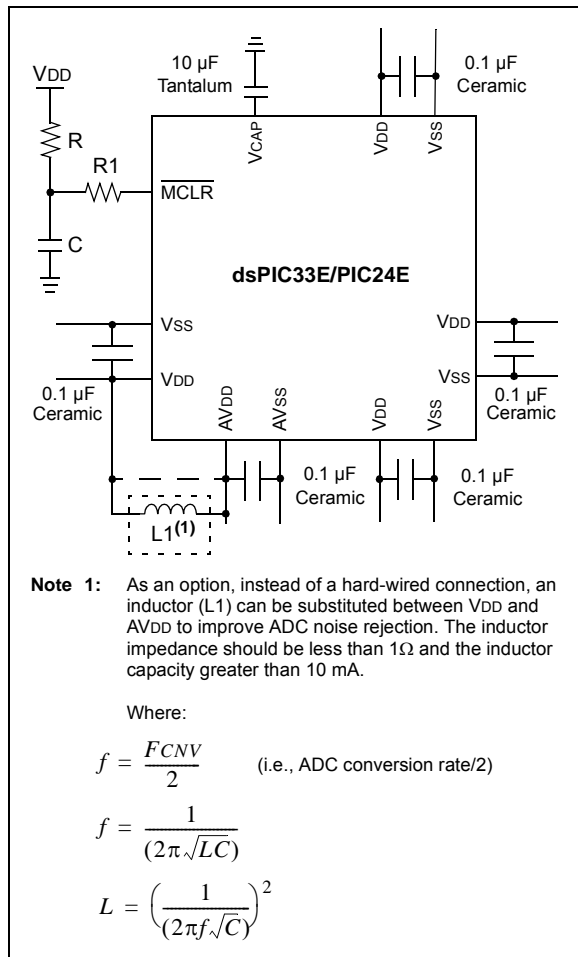 10 µF
Tantalum
0.1 µF
Ceramic
VDD
R
R1
C
VCAP
VDD
VSS
MCLR
dsPIC33E/PIC24E
VSS
VDD
VDD
VSS
0.1 µF
Ceramic
AVDD
AVSS
VDD
VSS
0.1 µF
Ceramic
0.1 µF
Ceramic
0.1 µF
Ceramic
L1(1)
Note 1: As an option, instead of a hard-wired connection, an
inductor (L1) can be substituted between VDD and
AVDD to improve ADC noise rejection. The inductor
impedance should be less than 1Ω and the inductor
capacity greater than 10 mA.
Where:
f = FCNV / 2 (i.e., ADC conversion rate/2)
f = 1 / (2π√LC)
L = (1 / (2πf√C))²